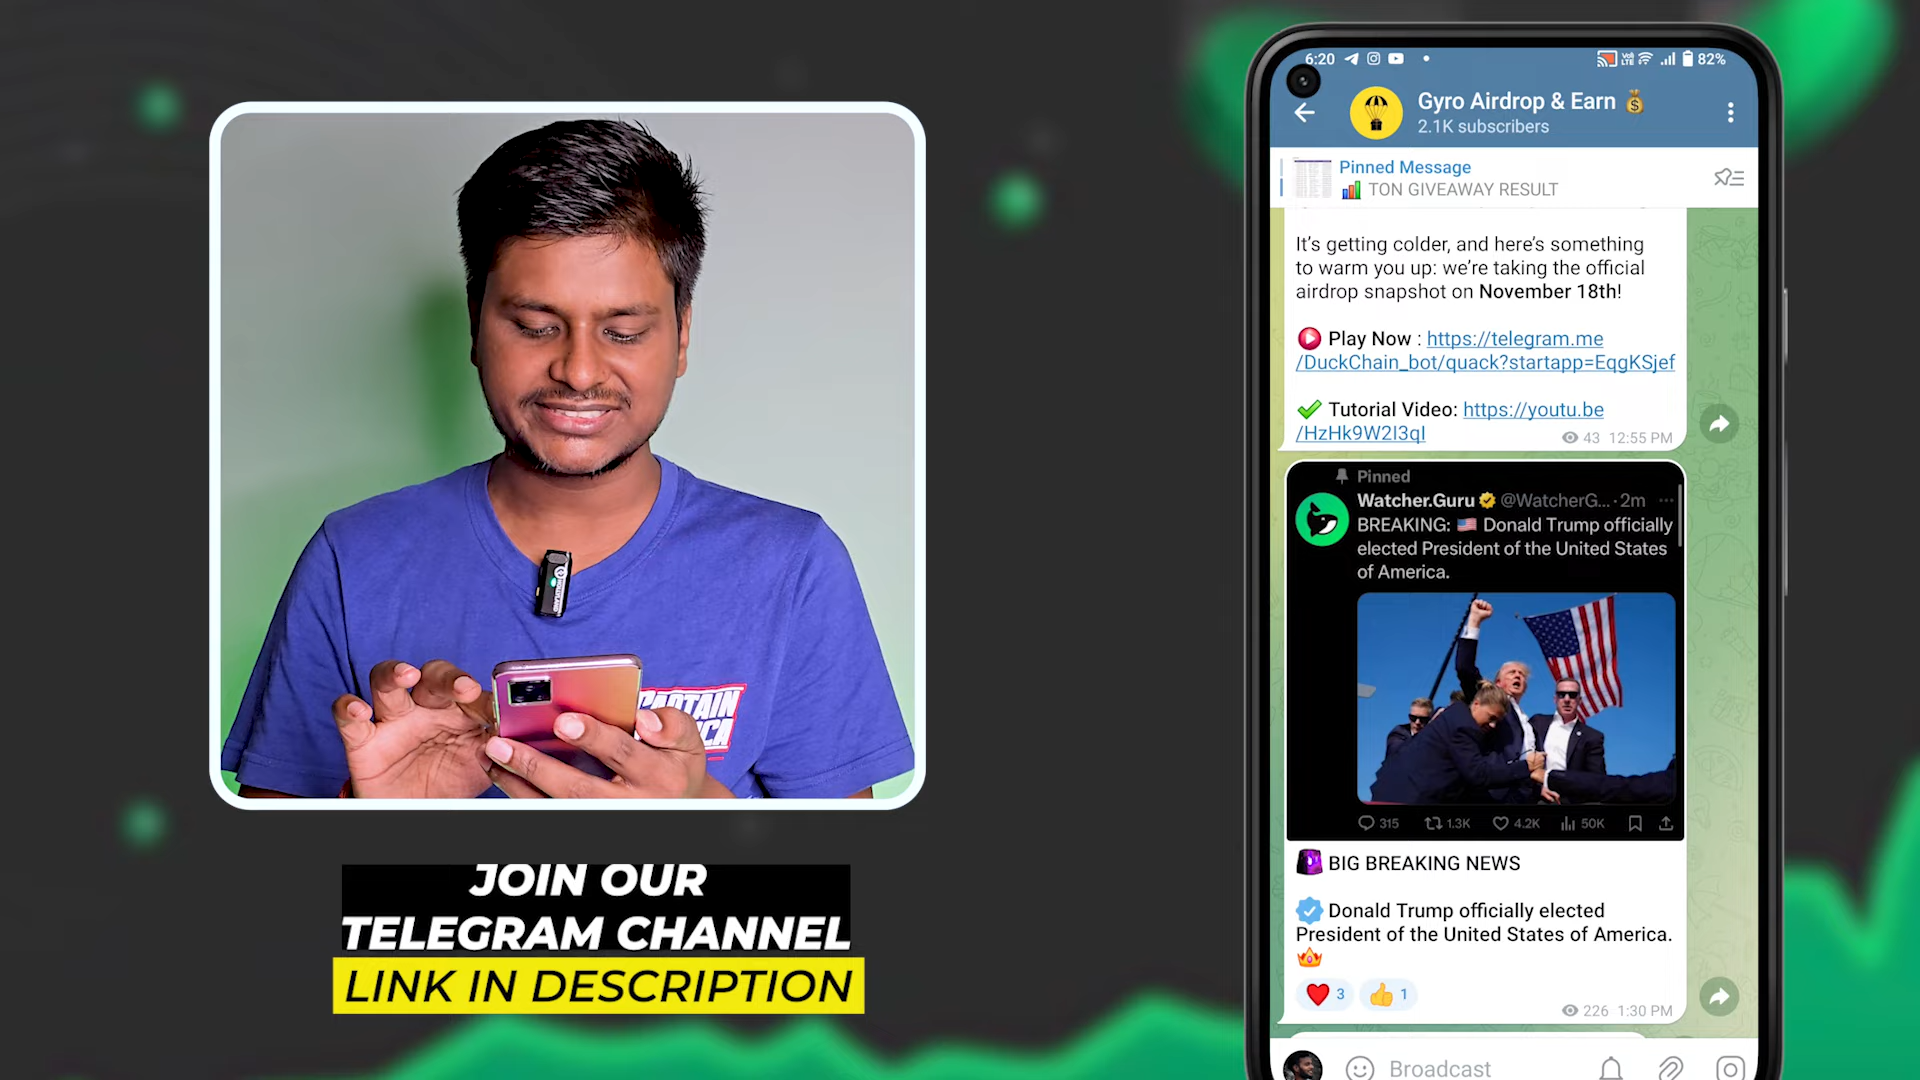 JOIN OUR
TELEGRAM CHANNEL
LINK IN DESCRIPTION
6:20
82%
Gyro Airdrop & Earn 💰
2.1K subscribers
Pinned Message
📊 TON GIVEAWAY RESULT
It's getting colder, and here's something
to warm you up: we're taking the official
airdrop snapshot on November 18th!
Play Now : https://telegram.me
/DuckChain_bot/quack?startapp=EqgKSjef
Tutorial Video: https://youtu.be
/HzHk9W2I3qI
43 12:55 PM
Pinned
Watcher.Guru @WatcherG... · 2m
BREAKING: 🇺🇸 Donald Trump officially
elected President of the United States
of America.
315 1.3K 4.2K 50K
BIG BREAKING NEWS
Donald Trump officially elected
President of the United States of America.
👑
❤️ 3 👍 1
226 1:30 PM
Broadcast